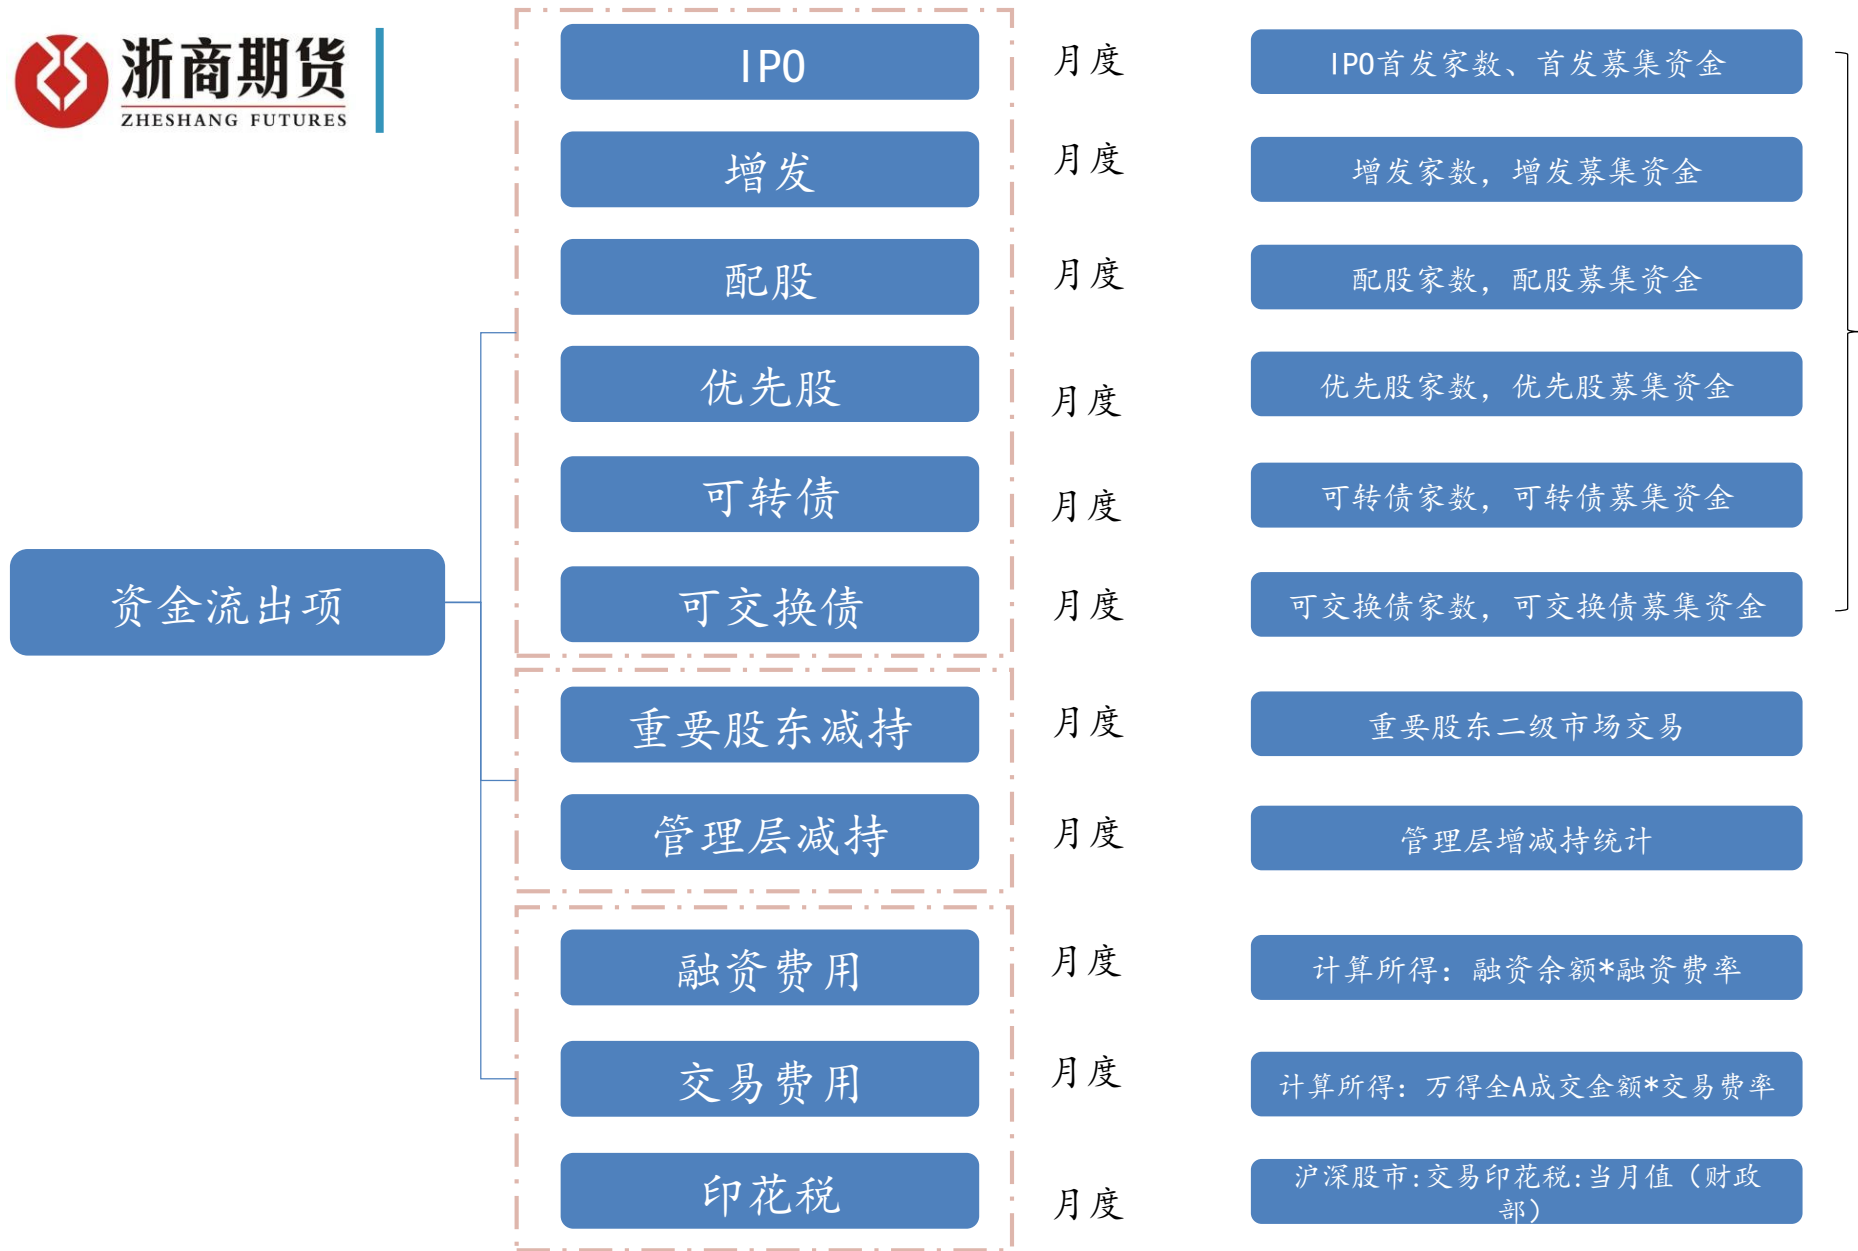 浙商期货
ZHESHANG FUTURES
IPO
月度
IPO首发家数、首发募集资金
增发
月度
增发家数，增发募集资金
配股
月度
配股家数，配股募集资金
优先股
月度
优先股家数，优先股募集资金
可转债
月度
可转债家数，可转债募集资金
资金流出项
可交换债
月度
可交换债家数，可交换债募集资金
重要股东减持
月度
重要股东二级市场交易
管理层减持
月度
管理层增减持统计
融资费用
月度
计算所得：融资余额*融资费率
交易费用
月度
计算所得：万得全A成交金额*交易费率
印花税
月度
沪深股市:交易印花税:当月值（财政
部）